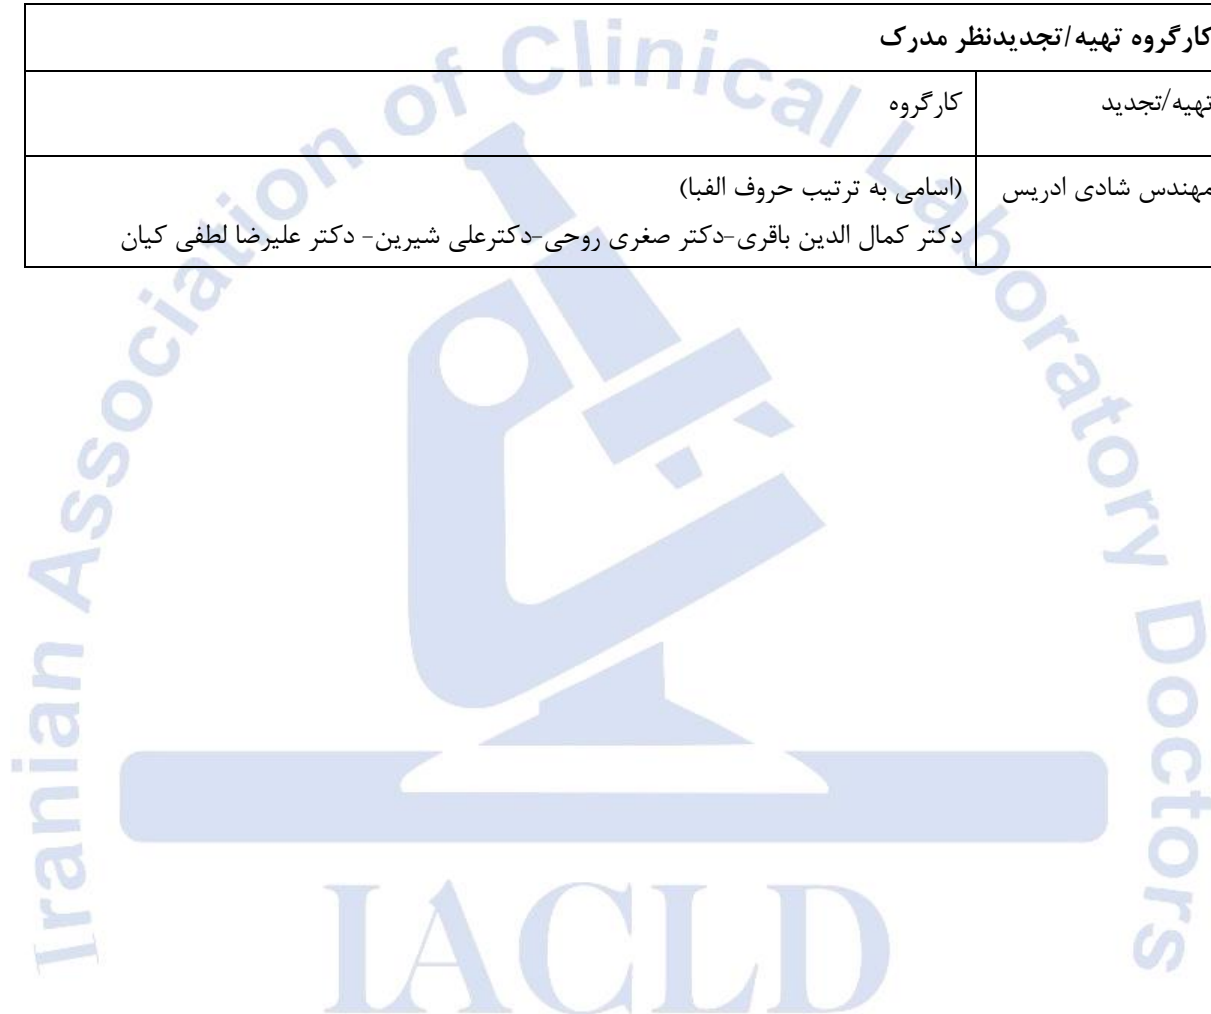 کارگروه تهیه/تجدیدنظر مدرک
تهیه/تجدید
کارگروه
مهندس شادی ادریس
(اسامی به ترتیب حروف الفبا)
دکتر کمال الدین باقری-دکتر صغری روحی-دکترعلی شیرین- دکتر علیرضا لطفی کیان
Iranian Association of Clinical Laboratory Doctors
IACLD